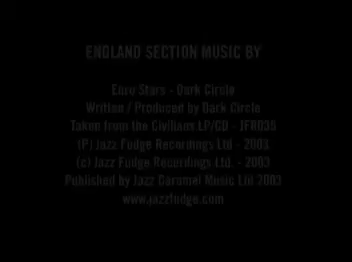 ENGLAND SECTION MUSIC BY
Euro Stars - Dark Circle
Written / Produced by Dark Circle
Taken from the Civilians LP/CD - JFR035
(P) Jazz Fudge Recordings Ltd - 2003
(c) Jazz Fudge Recordings Ltd. - 2003
Published by Jazz Caramel Music Ltd 2003
www.jazzfudge.com